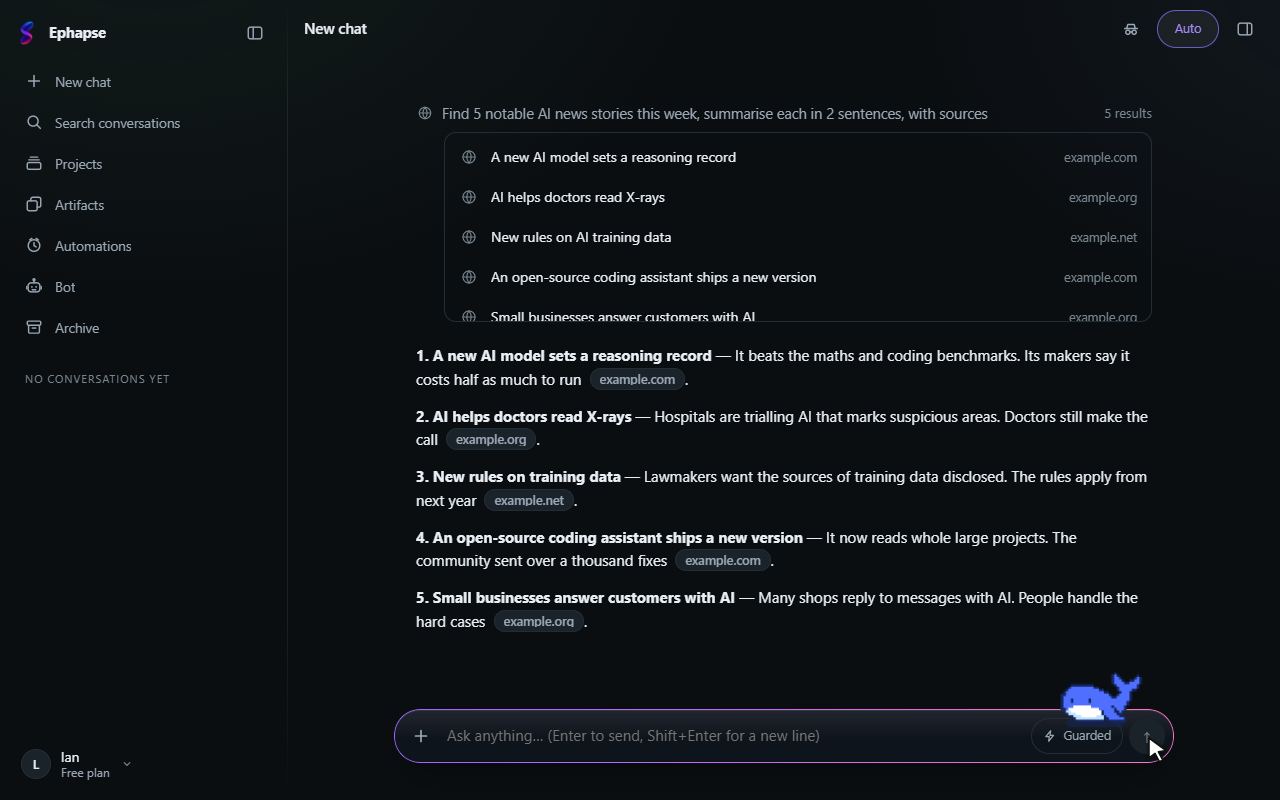 Ephapse
New chat
Search conversations
Projects
Artifacts
Automations
Bot
Archive
NO CONVERSATIONS YET
L
lan
Free plan
New chat
Auto
Find 5 notable AI news stories this week, summarise each in 2 sentences, with sources 5 results
A new AI model sets a reasoning record example.com
AI helps doctors read X-rays example.org
New rules on AI training data example.net
An open-source coding assistant ships a new version example.com
Small businesses answer customers with AI example.org
1. A new AI model sets a reasoning record — It beats the maths and coding benchmarks. Its makers say it
costs half as much to run example.com.
2. AI helps doctors read X-rays — Hospitals are trialling AI that marks suspicious areas. Doctors still make the
call example.org.
3. New rules on training data — Lawmakers want the sources of training data disclosed. The rules apply from
next year example.net.
4. An open-source coding assistant ships a new version — It now reads whole large projects. The
community sent over a thousand fixes example.com.
5. Small businesses answer customers with AI — Many shops reply to messages with AI. People handle the
hard cases example.org.
Ask anything... (Enter to send, Shift+Enter for a new line) Guarded